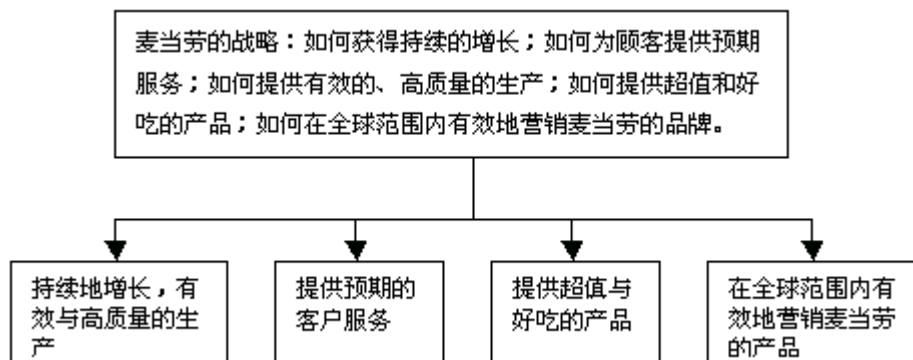 麦当劳的战略：如何获得持续的增长；如何为顾客提供预期
服务；如何提供有效的、高质量的生产；如何提供超值和好
吃的产品；如何在全球范围内有效地营销麦当劳的品牌。
持续地增长，有
效与高质量的生
产
提供预期的
客户服务
提供超值与
好吃的产品
在全球范围内有
效地营销麦当劳
的产品